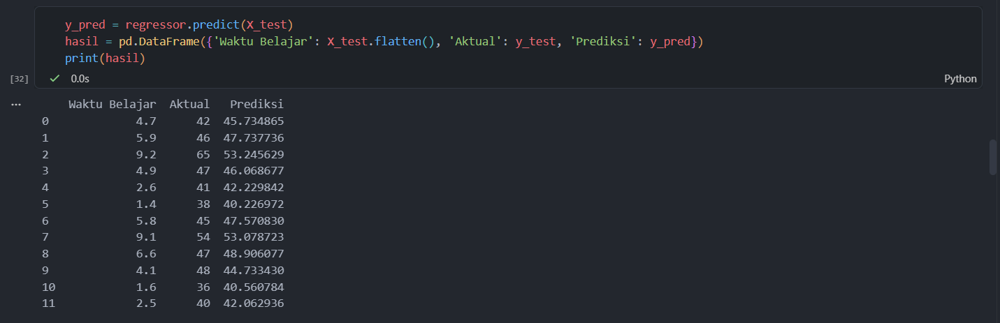 y_pred = regressor.predict(X_test)
hasil = pd.DataFrame({'Waktu Belajar': X_test.flatten(), 'Aktual': y_test, 'Prediksi': y_pred})
print(hasil)
[32] ✓ 0.0s Python
... Waktu Belajar Aktual Prediksi
0 4.7 42 45.734865
1 5.9 46 47.737736
2 9.2 65 53.245629
3 4.9 47 46.068677
4 2.6 41 42.229842
5 1.4 38 40.226972
6 5.8 45 47.570830
7 9.1 54 53.078723
8 6.6 47 48.906077
9 4.1 48 44.733430
10 1.6 36 40.560784
11 2.5 40 42.062936